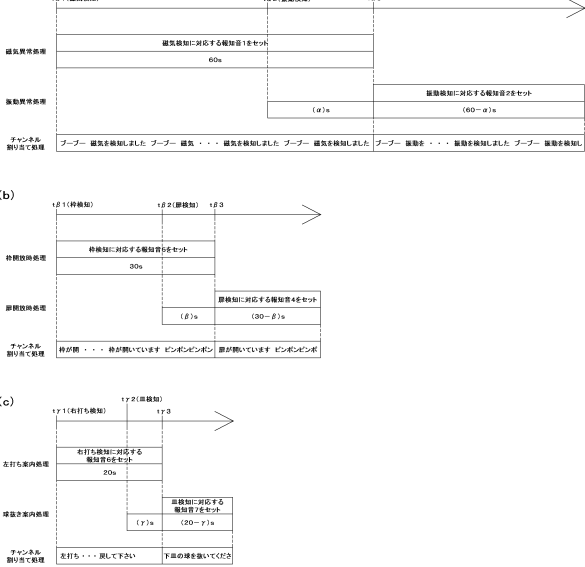 磁気検知に対応する報知音1をセット
磁気異常処理
60s
振動検知に対応する報知音2をセット
振動異常処理
(α)s
(60-α)s
チャンネル
割り当て処理
ブーブー 磁気を検知しました ブーブー 磁気 ・・・ 磁気を検知しました ブーブー 磁気を検知しました
ブーブー 振動を ・・・ 振動を検知しました ブーブー 振動を検知し
(b)
tβ1(枠検知)
tβ2(扉検知)
tβ3
枠検知に対応する報知音5をセット
枠開放時処理
30s
扉検知に対応する報知音4をセット
扉開放時処理
(β)s
(30-β)s
チャンネル
割り当て処理
枠が開 ・・・ 枠が開いています ピンポンピンポン
扉が開いています ピンポンピンポ
(c)
tγ2(皿検知)
tγ1(右打ち検知)
tγ3
右打ち検知に対応する
報知音6をセット
左打ち案内処理
20s
皿検知に対応する
報知音7をセット
球抜き案内処理
(γ)s
(20-γ)s
チャンネル
割り当て処理
左打ち・・・戻して下さい
下皿の球を抜いてくださ